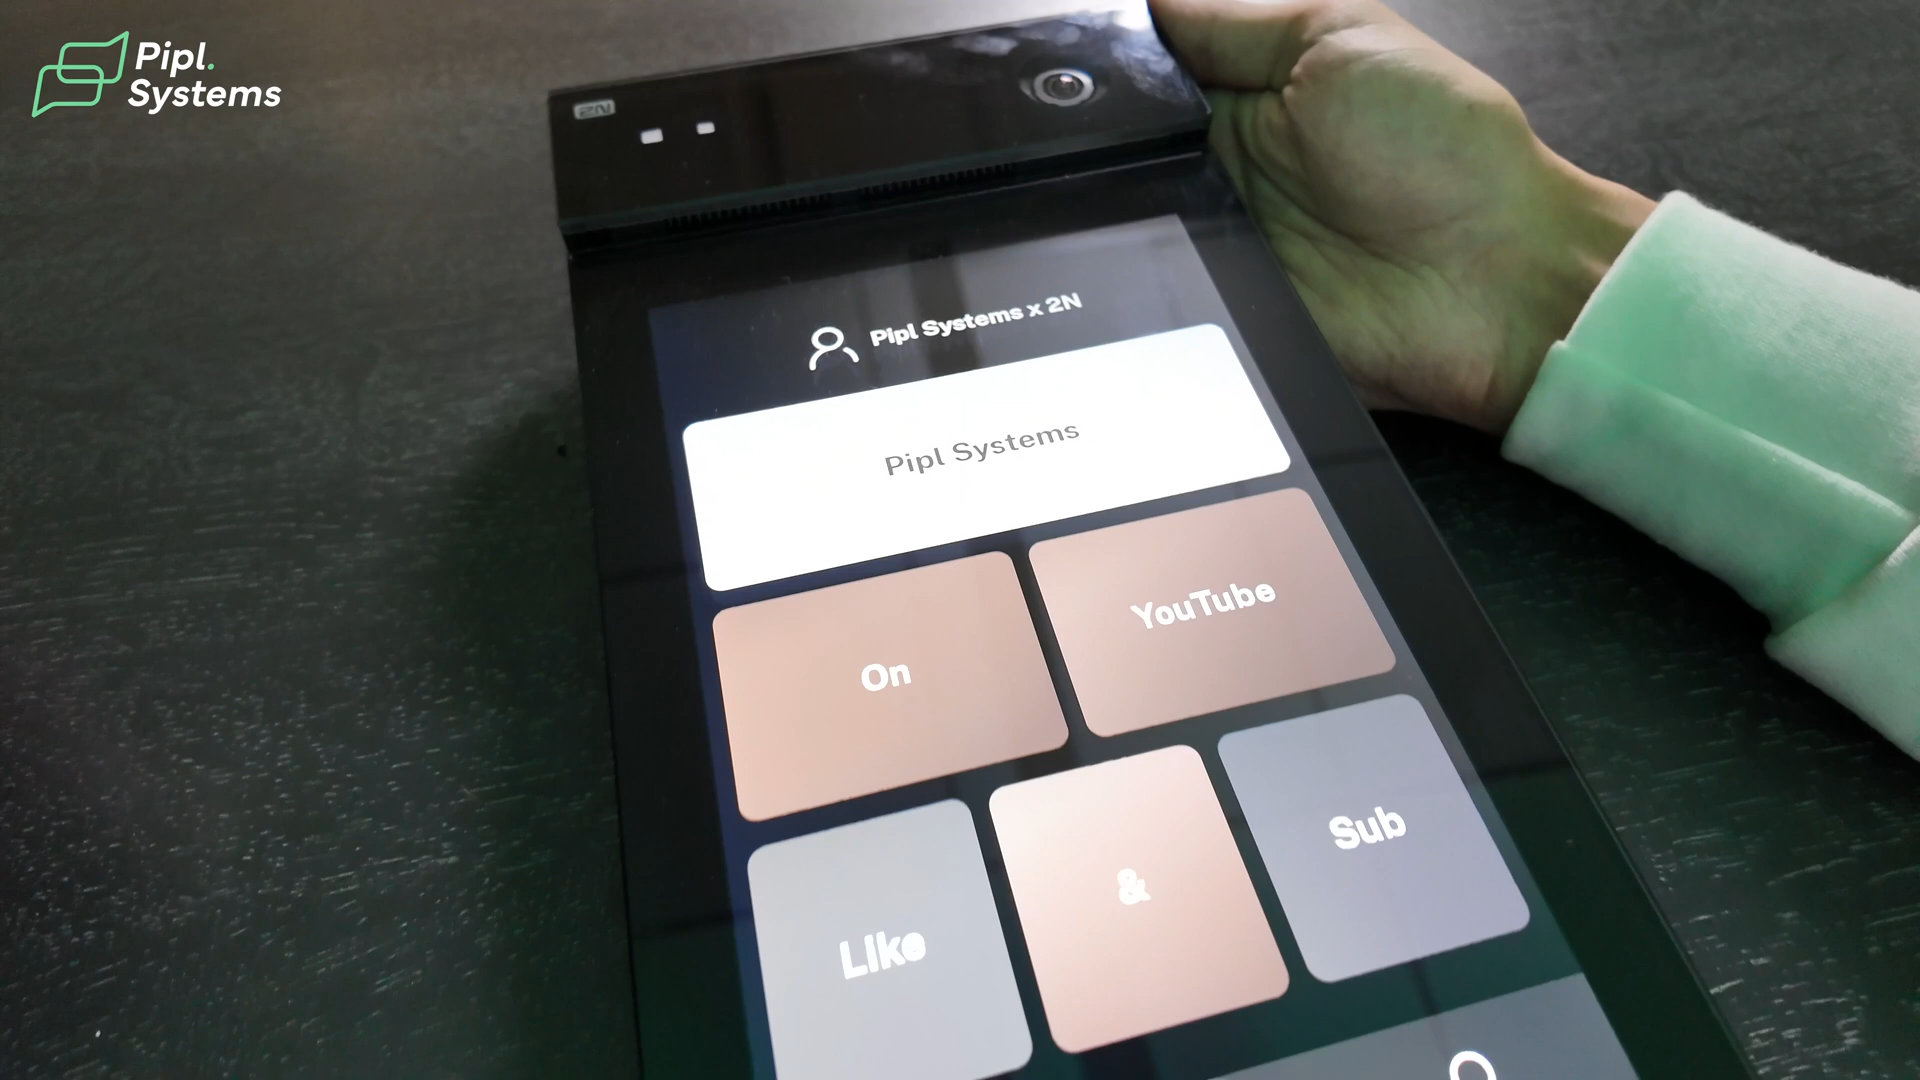 Pipl.
Systems
2N
Pipl Systems x 2N
Pipl Systems
On
YouTube
Like
&
Sub